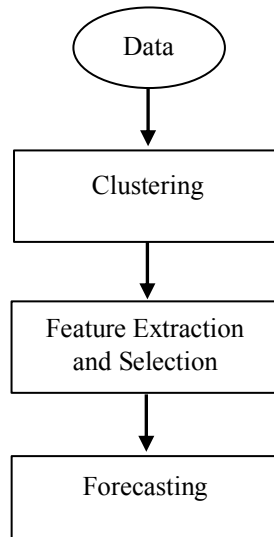 Data
Clustering
Feature Extraction
and Selection
Forecasting